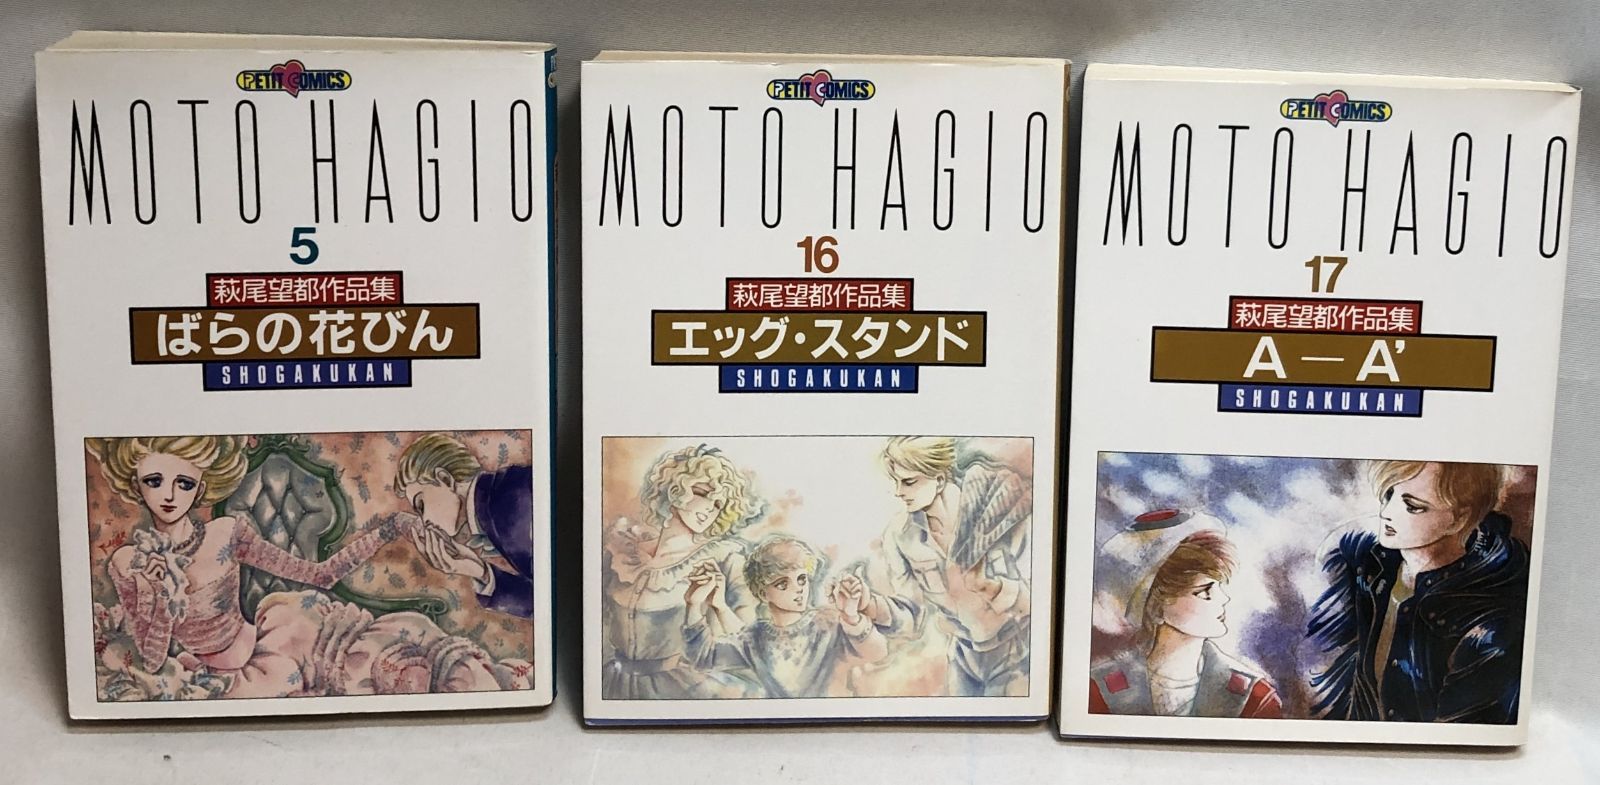 PETIT COMICS
MOTO HAGIO
5
萩尾望都作品集
ばらの花びん
SHOGAKUKAN
PETIT COMICS
MOTO HAGIO
16
萩尾望都作品集
エッグ・スタンド
SHOGAKUKAN
PETIT COMICS
MOTO HAGIO
17
萩尾望都作品集
A—A'
SHOGAKUKAN